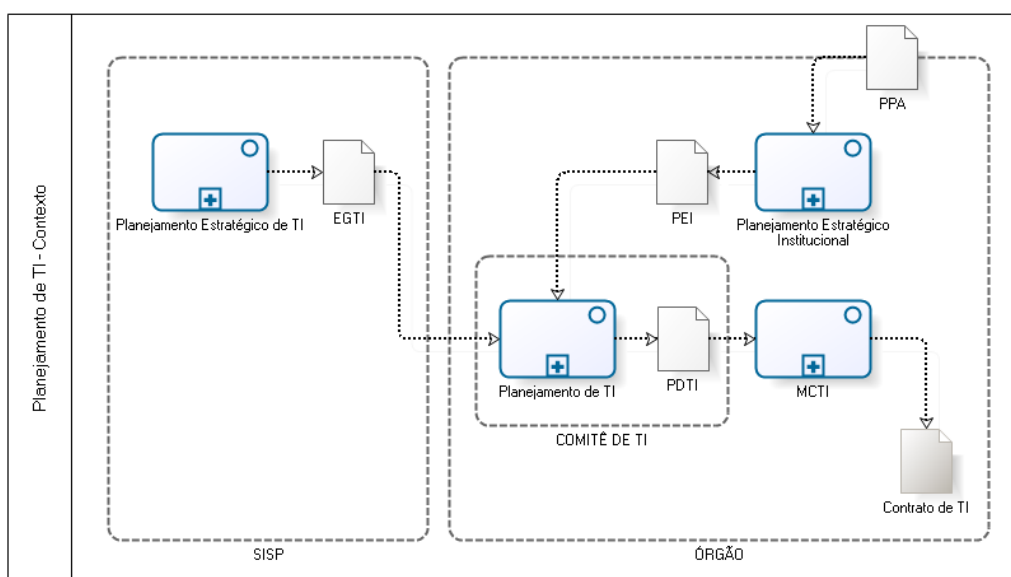 Planejamento de TI - Contexto
PPA
Planejamento Estratégico de TI
EGTI
PEI
Planejamento Estratégico
Institucional
Planejamento de TI
PDTI
MCTI
COMITÊ DE TI
Contrato de TI
SISP
ÓRGÃO